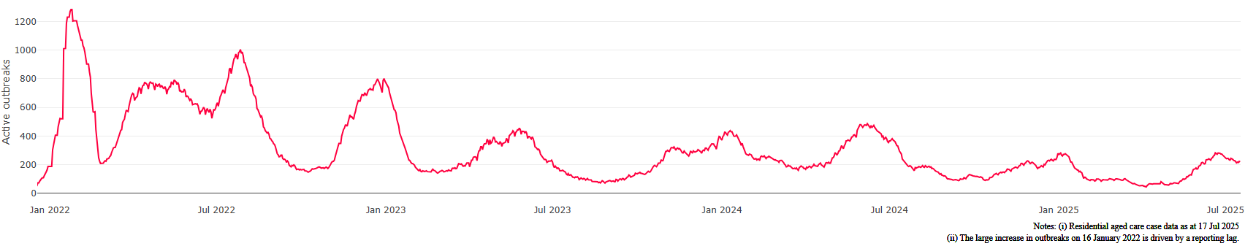 1200
1000
800
600
400
200
0
Active outbreaks
Jan 2022 Jul 2022 Jan 2023 Jul 2023 Jan 2024 Jul 2024 Jan 2025 Jul 2025
Notes: (i) Residential aged care case data as at 17 Jul 2025
(ii) The large increase in outbreaks on 16 January 2022 is driven by a reporting lag.